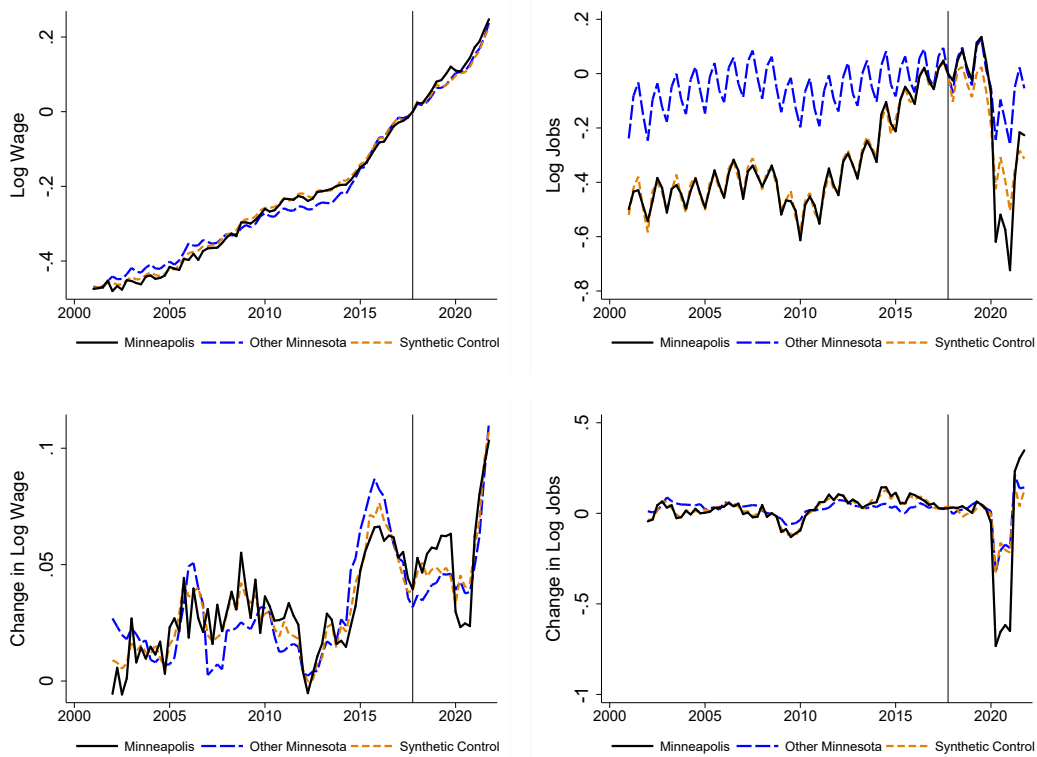 Log Wage
.2
0
-.2
-.4
2000 2005 2010 2015 2020
Minneapolis Other Minnesota Synthetic Control
Log Jobs
.2
0
-.2
-.4
-.6
-.8
2000 2005 2010 2015 2020
Minneapolis Other Minnesota Synthetic Control
Change in Log Wage
.1
.05
0
2000 2005 2010 2015 2020
Minneapolis Other Minnesota Synthetic Control
Change in Log Jobs
.5
0
-.5
-1
2000 2005 2010 2015 2020
Minneapolis Other Minnesota Synthetic Control